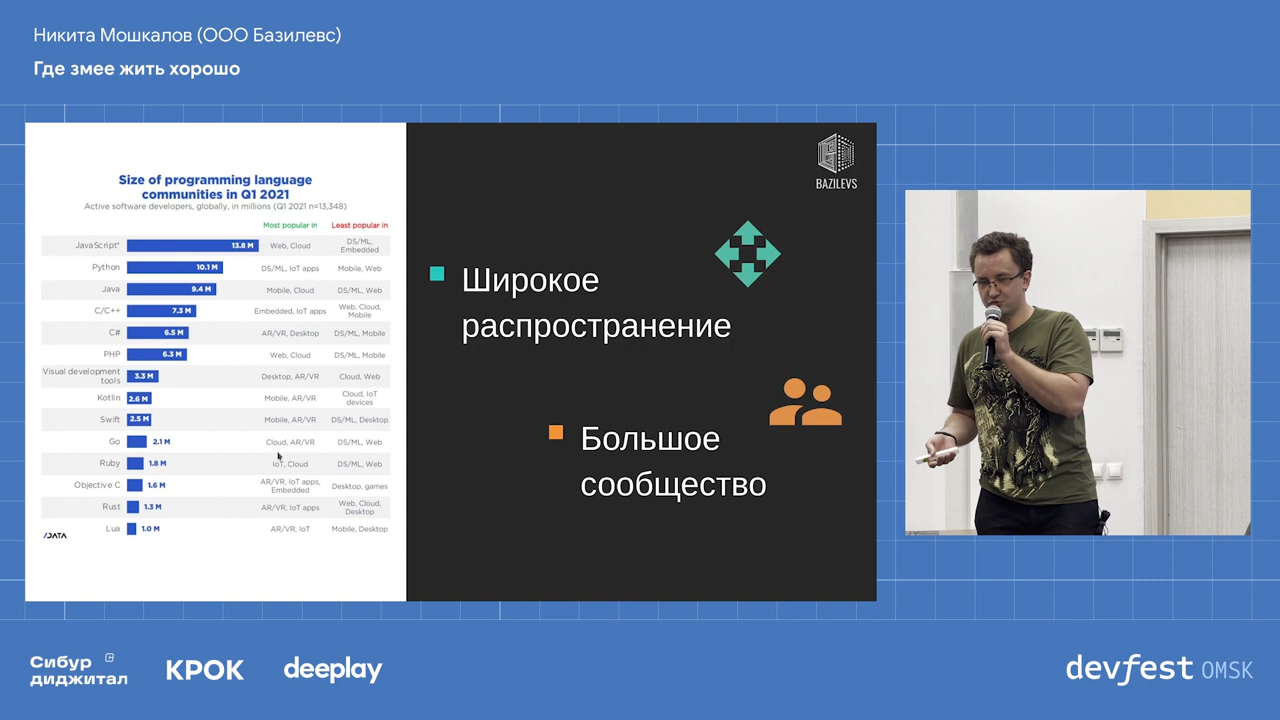 Никита Мошкалов (ООО Базилевс)
Где змее жить хорошо
Size of programming language
communities in Q1 2021
Active software developers, globally, in millions (Q1 2021 n=13,348)
Most popular in Least popular in
JavaScript* 13.8 M Web, Cloud DS/ML, Embedded
Python 10.1 M DS/ML, IoT apps Mobile, Web
Java 9.4 M Mobile, Cloud DS/ML, Web
C/C++ 7.3 M Embedded, IoT apps Web, Cloud, Mobile
C# 6.5 M AR/VR, Desktop DS/ML, Mobile
PHP 6.3 M Web, Cloud DS/ML, Mobile
Visual development tools 3.3 M Desktop, AR/VR Cloud, Web
Kotlin 2.6 M Mobile, AR/VR Cloud, IoT devices
Swift 2.5 M Mobile, AR/VR DS/ML, Desktop
Go 2.1 M Cloud, AR/VR DS/ML, Web
Ruby 1.8 M IoT, Cloud DS/ML, Web
Objective C 1.6 M AR/VR, IoT apps, Embedded Desktop, games
Rust 1.3 M AR/VR, IoT apps Web, Cloud, Desktop
Lua 1.0 M AR/VR, IoT Mobile, Desktop
/DATA
BAZILEVS
Широкое
распространение
Большое
сообщество
Сибур
диджитал
КРОК
deeplay
devfest OMSK